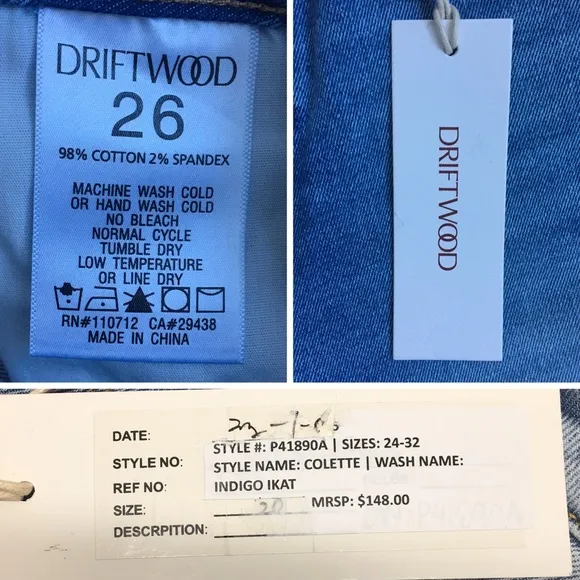 DRIFTWOOD
26
98% COTTON 2% SPANDEX
MACHINE WASH COLD
OR HAND WASH COLD
NO BLEACH
NORMAL CYCLE
TUMBLE DRY
LOW TEMPERATURE
OR LINE DRY
RN#110712 CA#29438
MADE IN CHINA
DRIFTWOOD
DATE:
STYLE #: P41890A | SIZES: 24-32
STYLE NO: STYLE NAME: COLETTE | WASH NAME:
REF NO: INDIGO IKAT
SIZE: MRSP: $148.00
DESCRPITION: